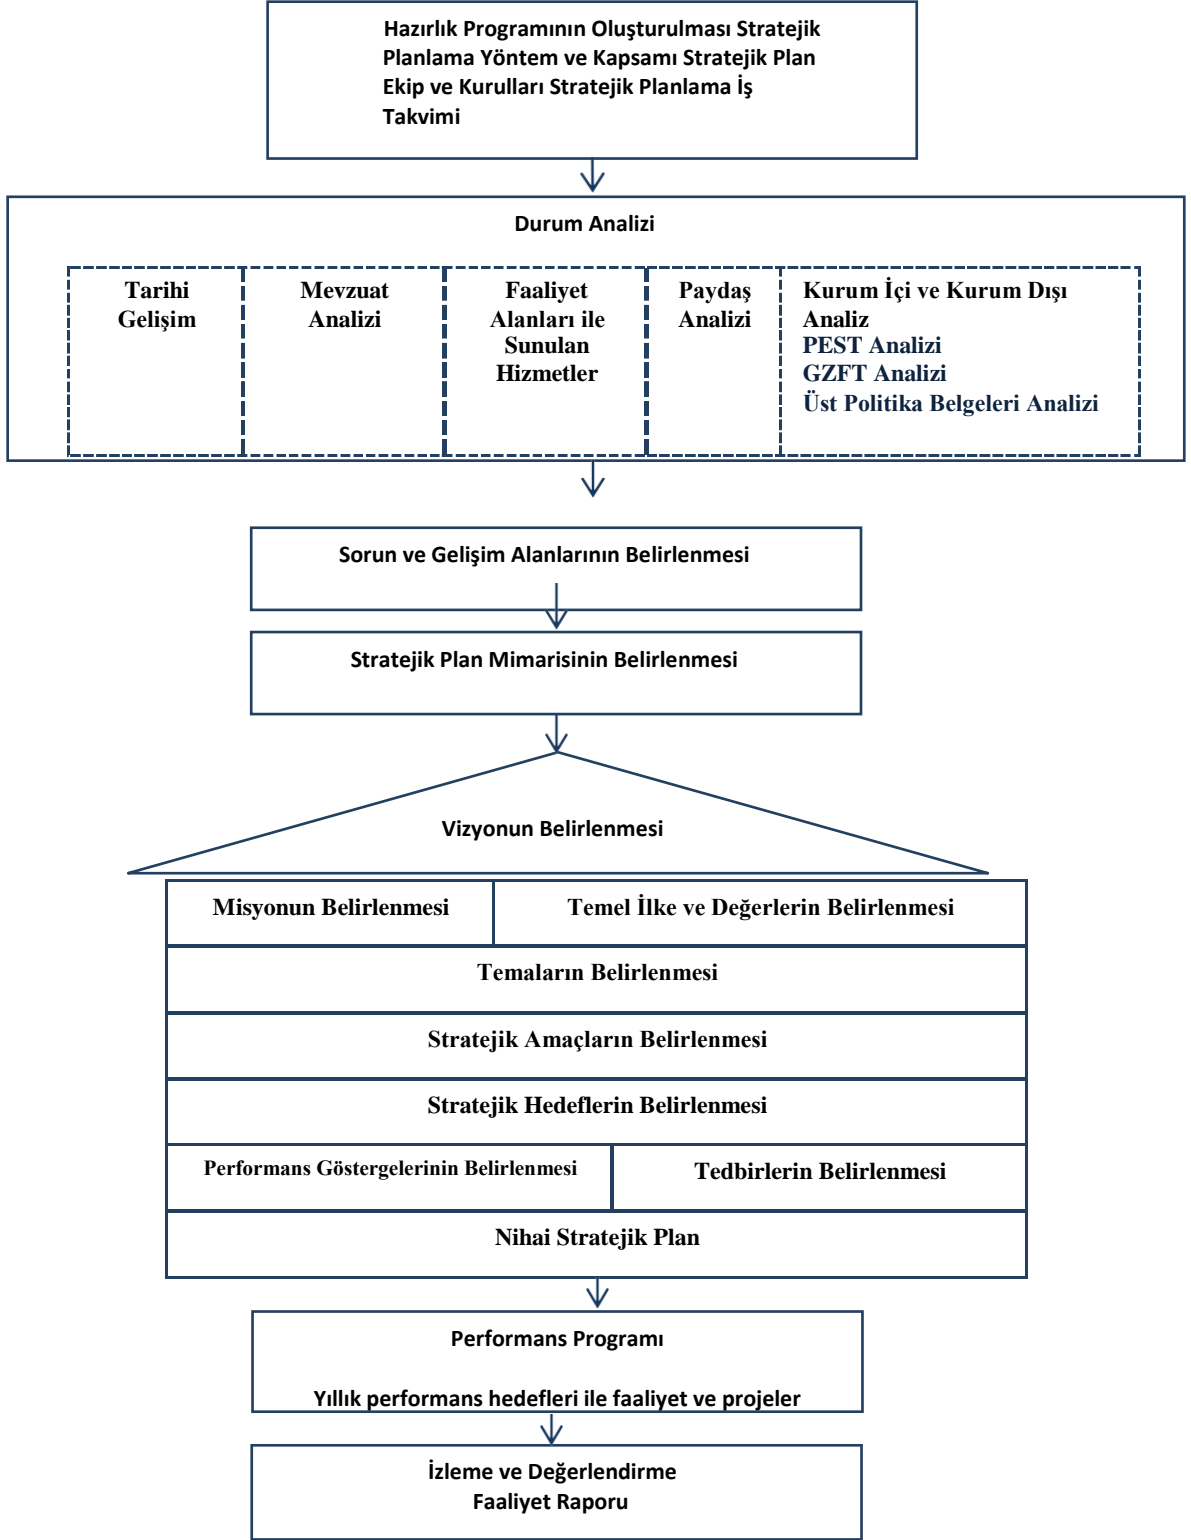 Hazırlık Programının Oluşturulması Stratejik
Planlama Yöntem ve Kapsamı Stratejik Plan
Ekip ve Kurulları Stratejik Planlama İş
Takvimi
Durum Analizi
Tarihi
Gelişim
Mevzuat
Analizi
Faaliyet
Alanları ile
Sunulan
Hizmetler
Paydaş
Analizi
Kurum İçi ve Kurum Dışı
Analiz
PEST Analizi
GZFT Analizi
Üst Politika Belgeleri Analizi
Sorun ve Gelişim Alanlarının Belirlenmesi
Stratejik Plan Mimarisinin Belirlenmesi
Vizyonun Belirlenmesi
Misyonun Belirlenmesi
Temel İlke ve Değerlerin Belirlenmesi
Temaların Belirlenmesi
Stratejik Amaçların Belirlenmesi
Stratejik Hedeflerin Belirlenmesi
Performans Göstergelerinin Belirlenmesi
Tedbirlerin Belirlenmesi
Nihai Stratejik Plan
Performans Programı
Yıllık performans hedefleri ile faaliyet ve projeler
İzleme ve Değerlendirme
Faaliyet Raporu